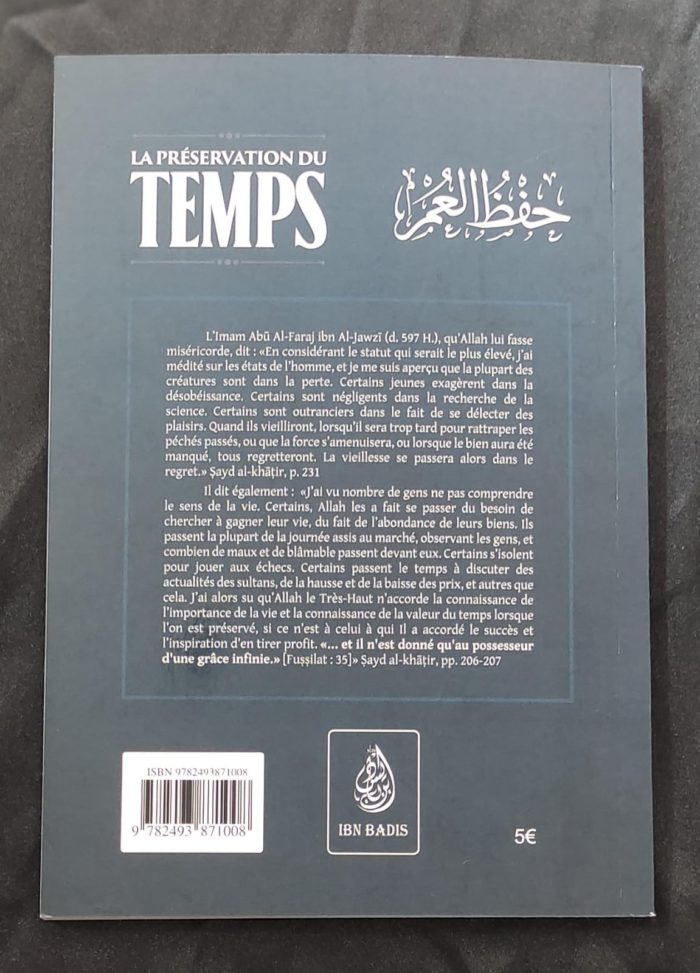 LA PRÉSERVATION DU
TEMPS
حفظ العمر
L'Imam Abū Al-Faraj ibn Al-Jawzī (d. 597 H.), qu'Allah lui fasse
miséricorde, dit : «En considérant le statut qui serait le plus élevé, j'ai
médité sur les états de l'homme, et je me suis aperçu que la plupart des
créatures sont dans la perte. Certains jeunes exagèrent dans la
désobéissance. Certains sont négligents dans la recherche de la
science. Certains sont outranciers dans le fait de se délecter des
plaisirs. Quand ils vieilliront, lorsqu'il sera trop tard pour rattraper les
péchés passés, ou que la force s'amenuisera, ou lorsque le bien aura été
manqué, tous regretteront. La vieillesse se passera alors dans le
regret.» Ṣayd al-khāṭir, p. 231
Il dit également : «J'ai vu nombre de gens ne pas comprendre
le sens de la vie. Certains, Allah les a fait se passer du besoin de
chercher à gagner leur vie, du fait de l'abondance de leurs biens. Ils
passent la plupart de la journée assis au marché, observant les gens, et
combien de maux et de blâmable passent devant eux. Certains s'isolent
pour jouer aux échecs. Certains passent le temps à discuter des
actualités des sultans, de la hausse et de la baisse des prix, et autres que
cela. J'ai alors su qu'Allah le Très-Haut n'accorde la connaissance de
l'importance de la vie et la connaissance de la valeur du temps lorsque
l'on est préservé, si ce n'est à celui à qui Il a accordé le succès et
l'inspiration d'en tirer profit. «... et il n'est donné qu'au possesseur
d'une grâce infinie.» [Fuṣṣilat : 35]» Ṣayd al-khāṭir, pp. 206-207
ISBN 9782493871008
9 782493 871008
IBN BADIS
5€